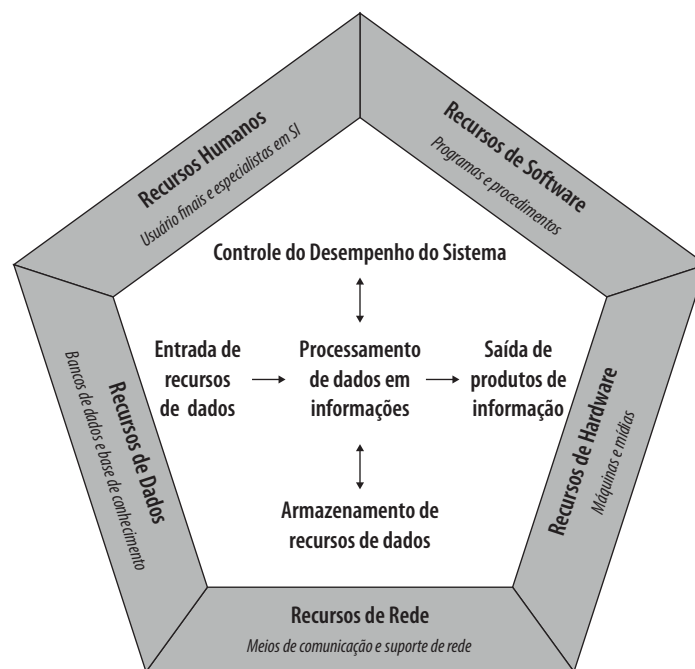 Recursos Humanos
Usuário finais e especialistas em SI
Recursos de Software
Programas e procedimentos
Controle do Desempenho do Sistema
Entrada de
recursos
de dados
Processamento
de dados em
informações
Saída de
produtos de
informação
Armazenamento de
recursos de dados
Recursos de Dados
Bancos de dados e base de conhecimento
Recursos de Hardware
Máquinas e mídias
Recursos de Rede
Meios de comunicação e suporte de rede